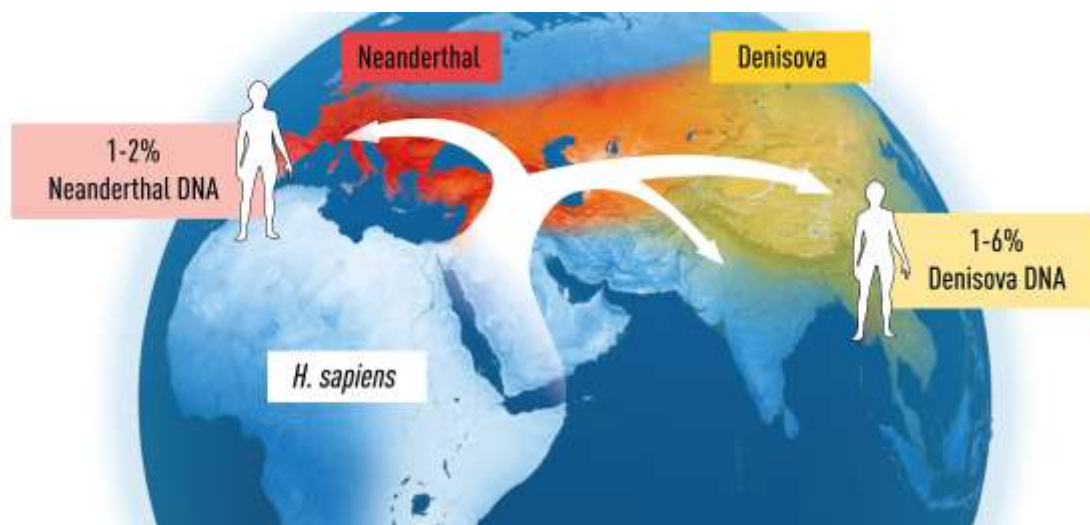 Neanderthal
Denisova
1-2%
Neanderthal DNA
1-6%
Denisova DNA
H. sapiens